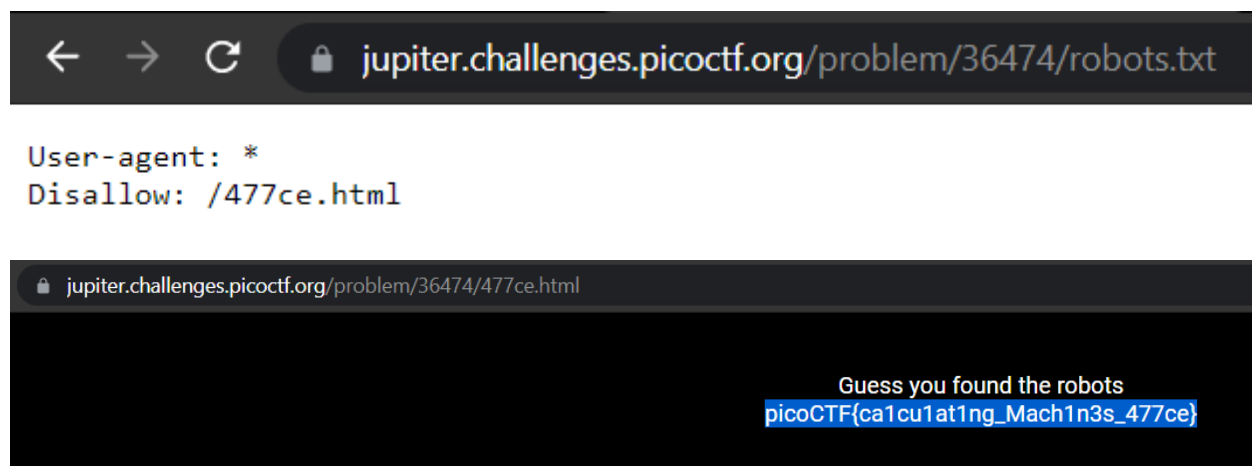 jupiter.challenges.picoctf.org/problem/36474/robots.txt
User-agent: *
Disallow: /477ce.html
jupiter.challenges.picoctf.org/problem/36474/477ce.html
Guess you found the robots
picoCTF{ca1cu1at1ng_Mach1n3s_477ce}